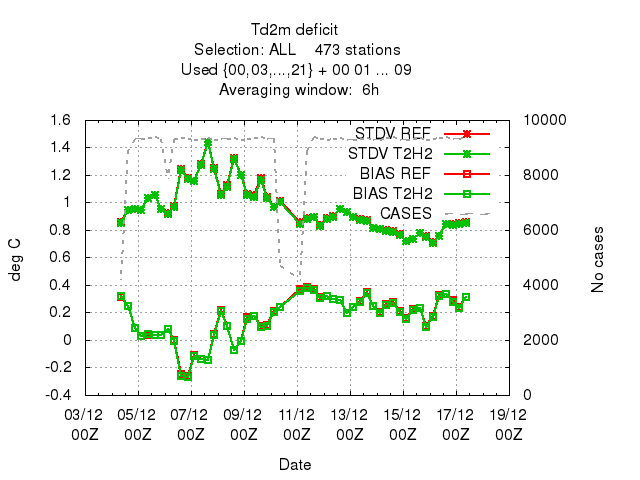 Td2m deficit
Selection: ALL 473 stations
Used {00,03,...,21} + 00 01 ... 09
Averaging window: 6h
1.6
1.4
1.2
1
0.8
0.6
0.4
0.2
0
-0.2
-0.4
deg C
10000
8000
6000
4000
2000
0
No cases
STDV REF
STDV T2H2
BIAS REF
BIAS T2H2
CASES
03/12 05/12 07/12 09/12 11/12 13/12 15/12 17/12 19/12
00Z 00Z 00Z 00Z 00Z 00Z 00Z 00Z 00Z
Date